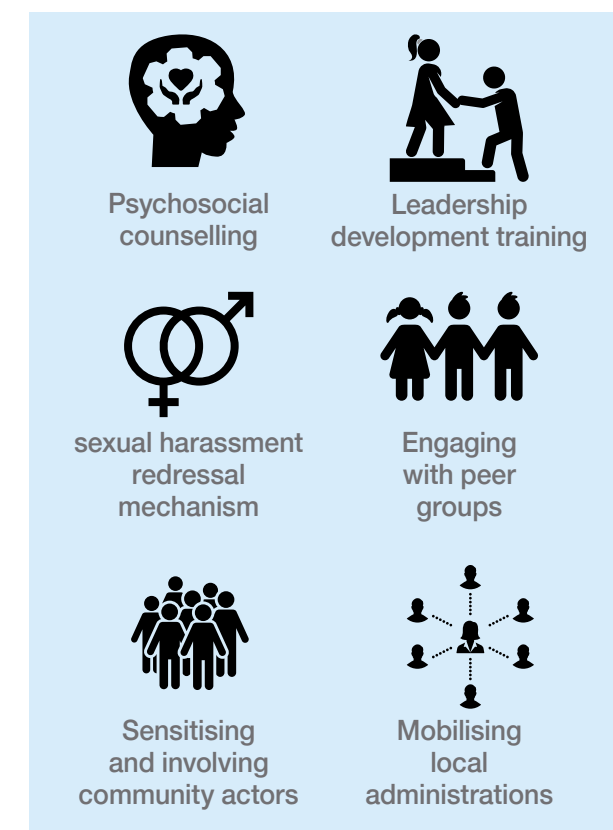 Psychosocial
counselling
Leadership
development training
sexual harassment
redressal
mechanism
Engaging
with peer
groups
Sensitising
and involving
community actors
Mobilising
local
administrations